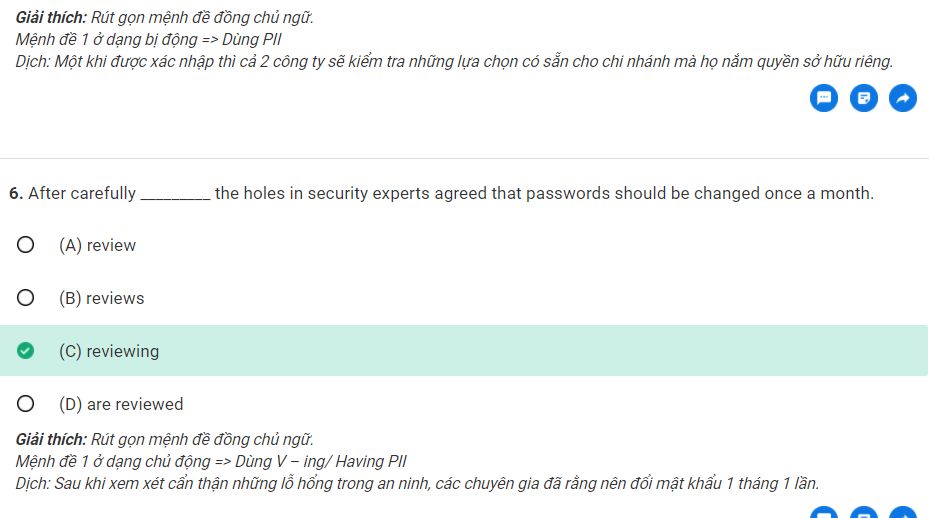 Giải thích: Rút gọn mệnh đề đồng chủ ngữ.
Mệnh đề 1 ở dạng bị động => Dùng PII
Dịch: Một khi được xác nhập thì cả 2 công ty sẽ kiểm tra những lựa chọn có sẵn cho chi nhánh mà họ nắm quyền sở hữu riêng.
6. After carefully _________ the holes in security experts agreed that passwords should be changed once a month.
(A) review
(B) reviews
(C) reviewing
(D) are reviewed
Giải thích: Rút gọn mệnh đề đồng chủ ngữ.
Mệnh đề 1 ở dạng chủ động => Dùng V – ing/ Having PII
Dịch: Sau khi xem xét cẩn thận những lỗ hổng trong an ninh, các chuyên gia đã rằng nên đổi mật khẩu 1 tháng 1 lần.